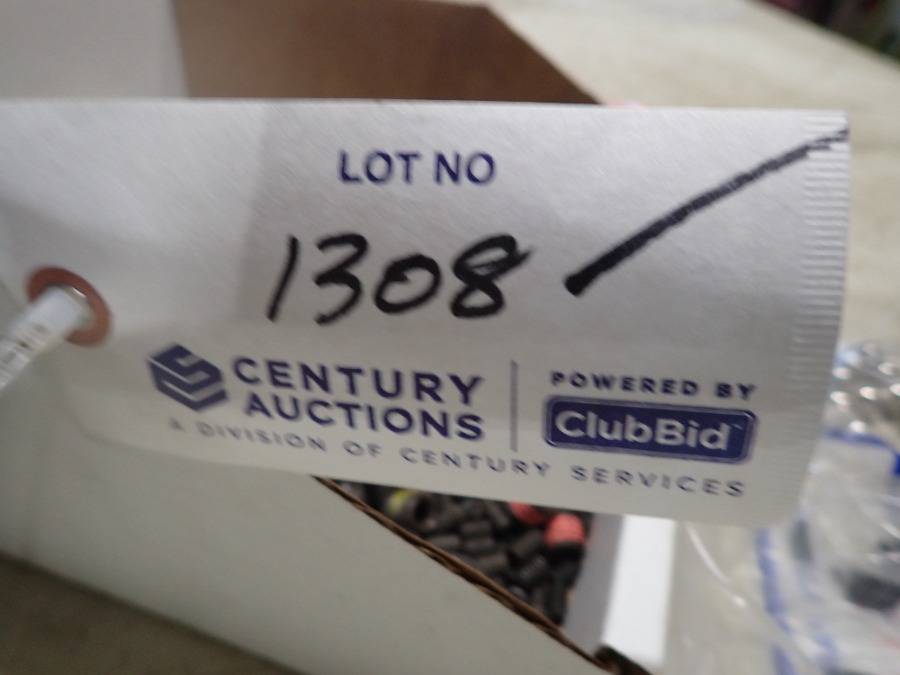 LOT NO
1308
CENTURY
AUCTIONS
A DIVISION OF CENTURY SERVICES
POWERED BY
ClubBid